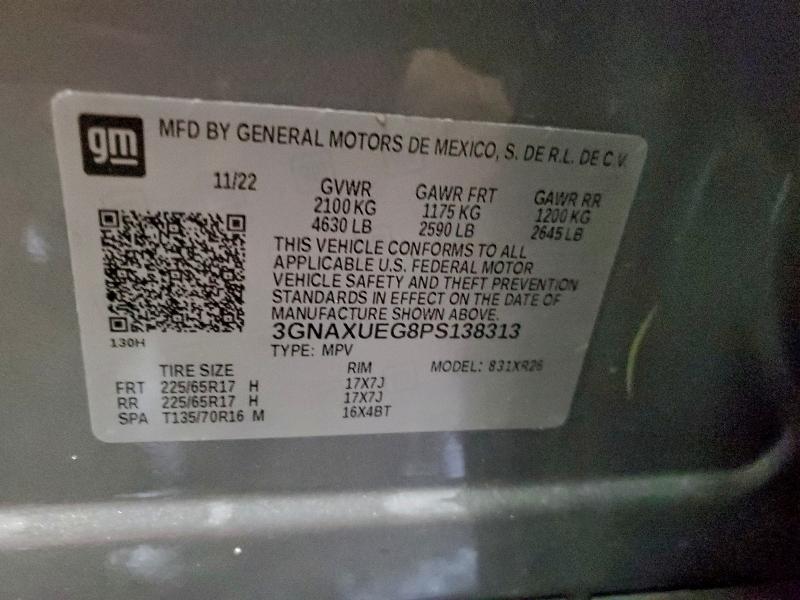 gm
MFD BY GENERAL MOTORS DE MEXICO, S. DE R.L. DE C.V.
11/22 GVWR GAWR FRT GAWR RR
2100 KG 1175 KG 1200 KG
4630 LB 2590 LB 2645 LB
THIS VEHICLE CONFORMS TO ALL
APPLICABLE U.S. FEDERAL MOTOR
VEHICLE SAFETY AND THEFT PREVENTION
STANDARDS IN EFFECT ON THE DATE OF
MANUFACTURE SHOWN ABOVE.
3GNAXUEG8PS138313
130H
TYPE: MPV MODEL: 831XR26
TIRE SIZE RIM
FRT 225/65R17 H 17X7J
RR 225/65R17 H 17X7J
SPA T135/70R16 M 16X4BT